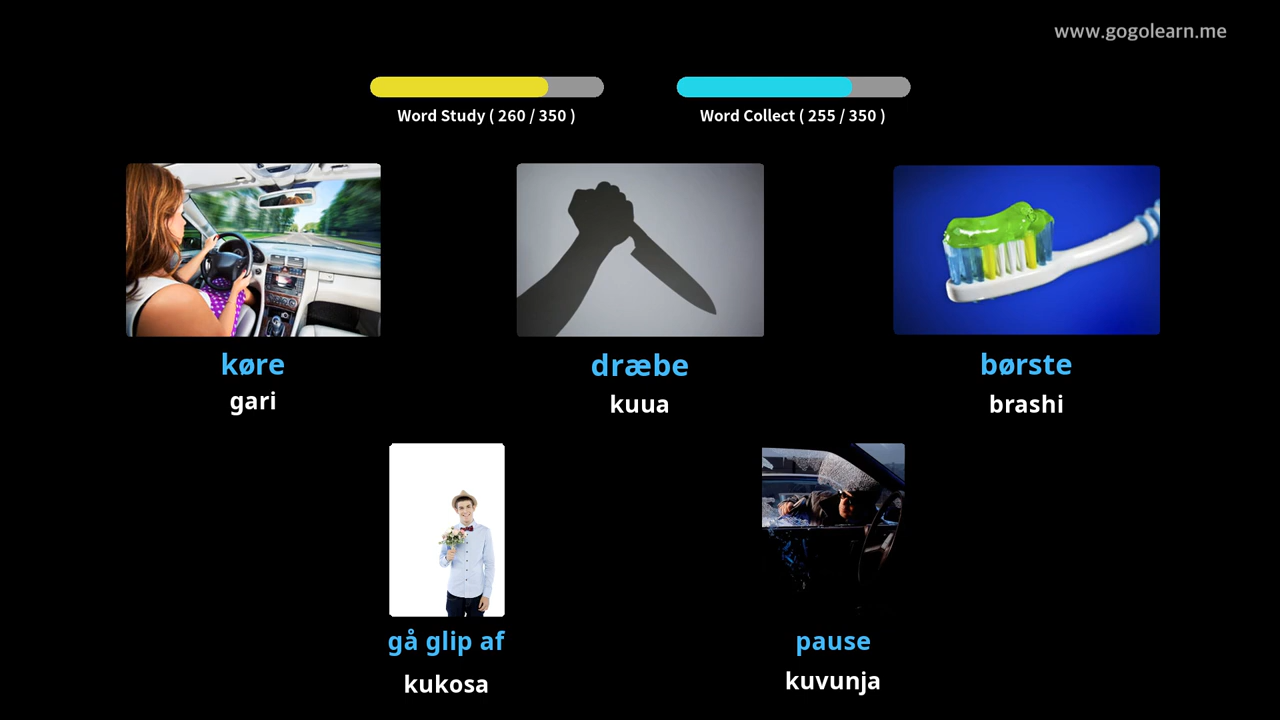 www.gogolearn.me
Word Study ( 260 / 350 )
Word Collect ( 255 / 350 )
køre
dræbe
børste
gari
kuua
brashi
gå glip af
pause
kukosa
kuvunja